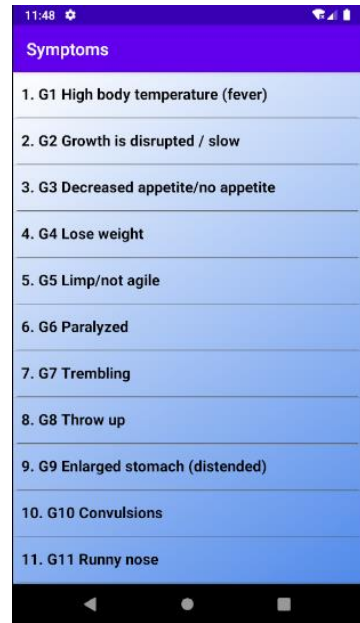 11:48
Symptoms
1. G1 High body temperature (fever)
2. G2 Growth is disrupted / slow
3. G3 Decreased appetite/no appetite
4. G4 Lose weight
5. G5 Limp/not agile
6. G6 Paralyzed
7. G7 Trembling
8. G8 Throw up
9. G9 Enlarged stomach (distended)
10. G10 Convulsions
11. G11 Runny nose